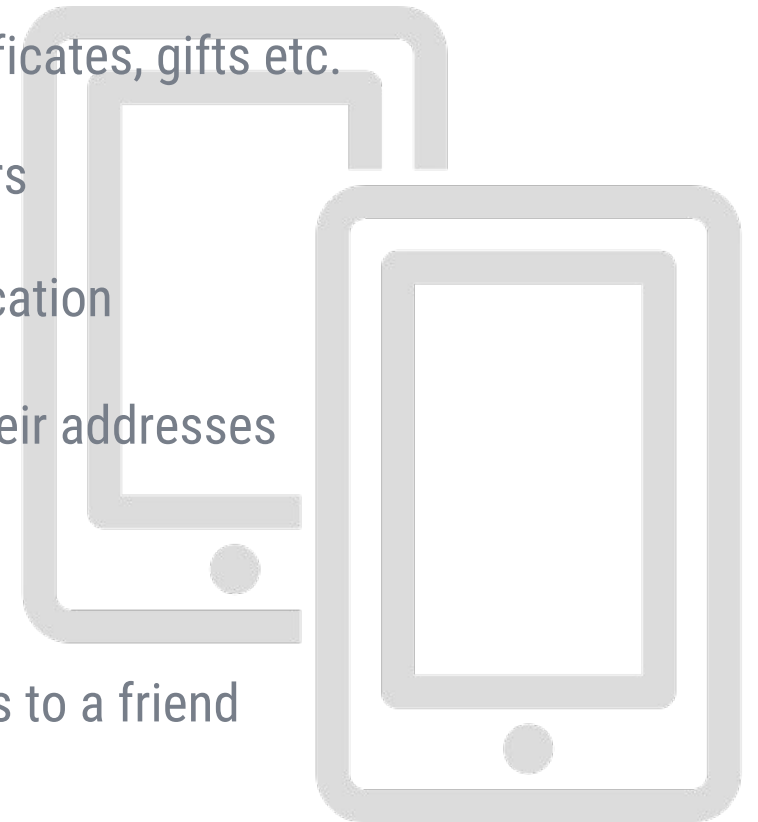 ficates, gifts etc.
rs
cation
eir addresses
s to a friend